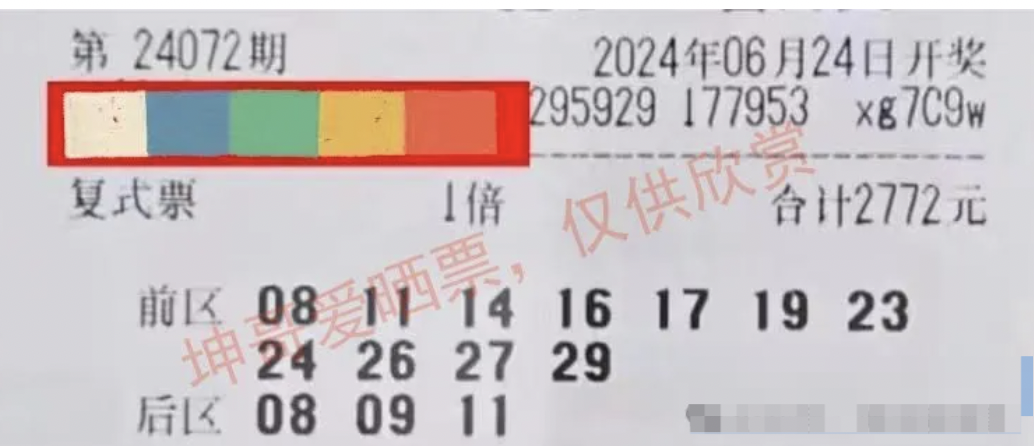 第 24072期 2024年06月24日开奖
295929 177953 xg7C9w
复式票 1倍 合计2772元
坤哥爱晒票，仅供欣赏
前区 08 11 14 16 17 19 23
24 26 27 29
后区 08 09 11